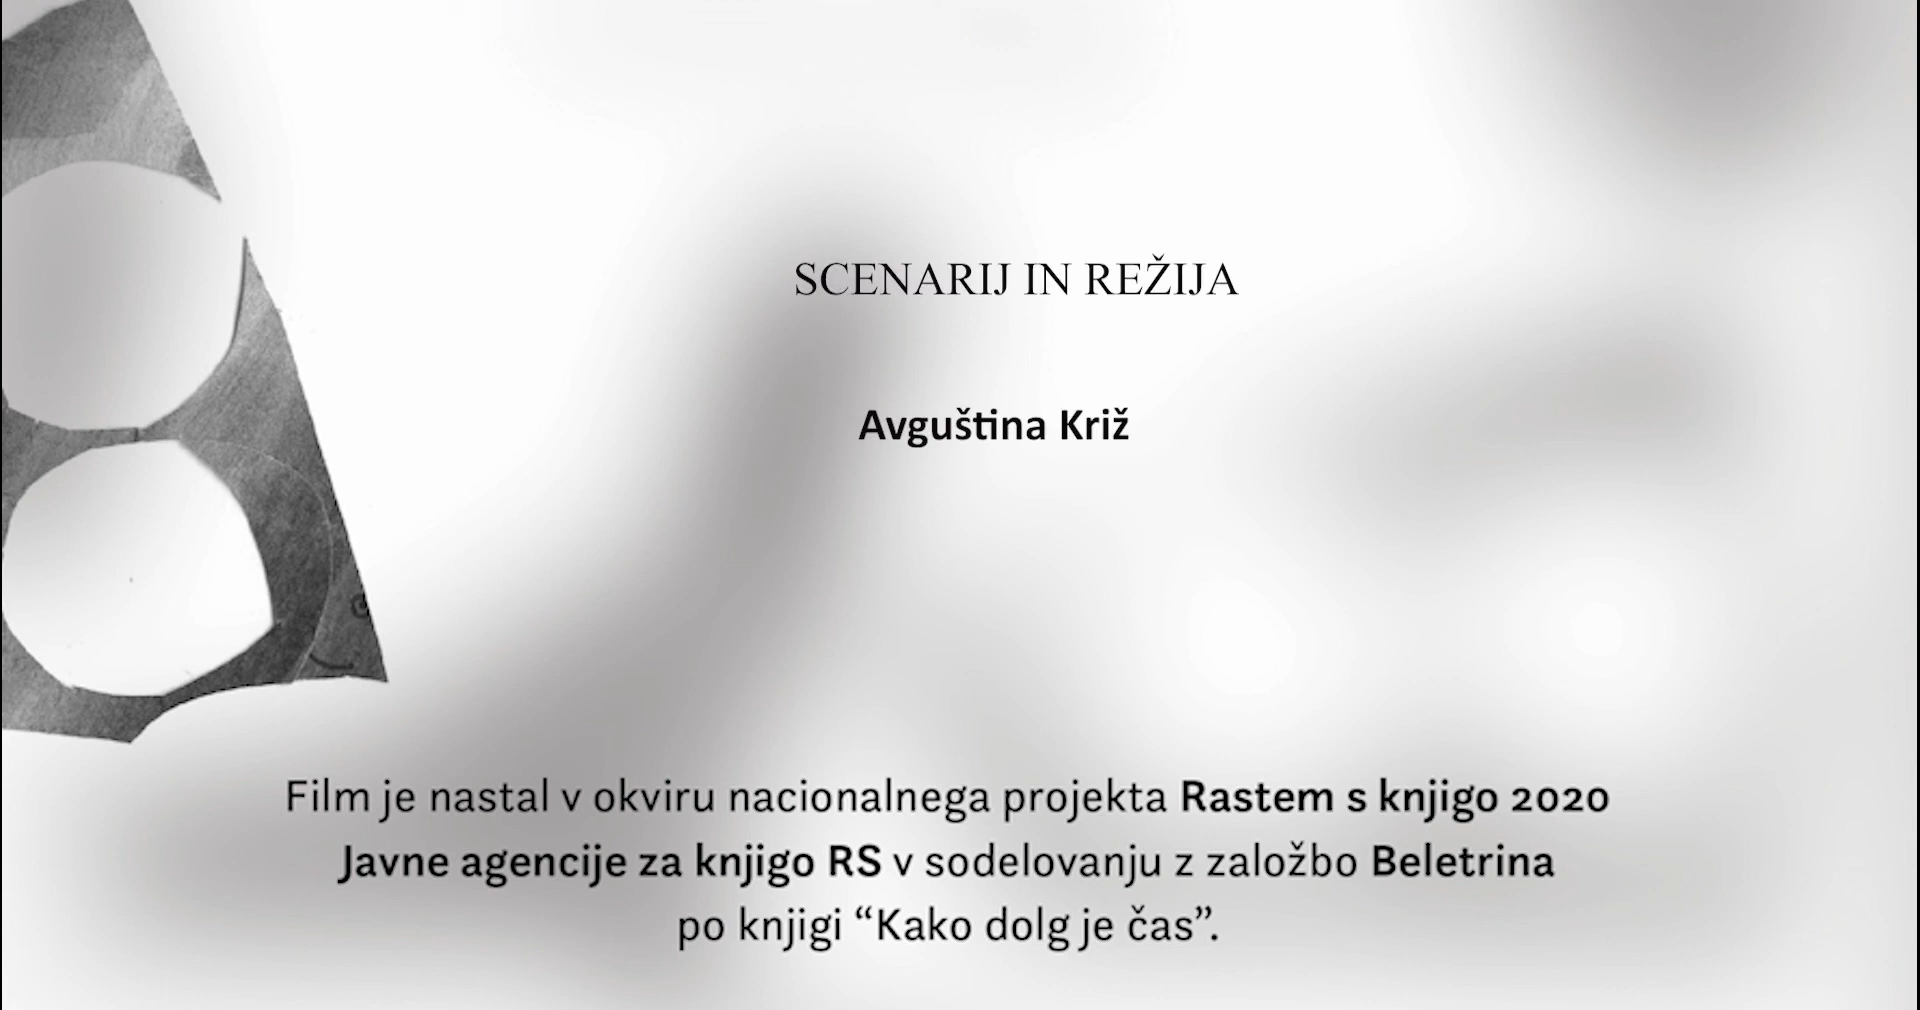 SCENARIJ IN REŽIJA
Avguština Križ
Film je nastal v okviru nacionalnega projekta Rastem s knjigo 2020
Javne agencije za knjigo RS v sodelovanju z založbo Beletrina
po knjigi “Kako dolg je čas”.